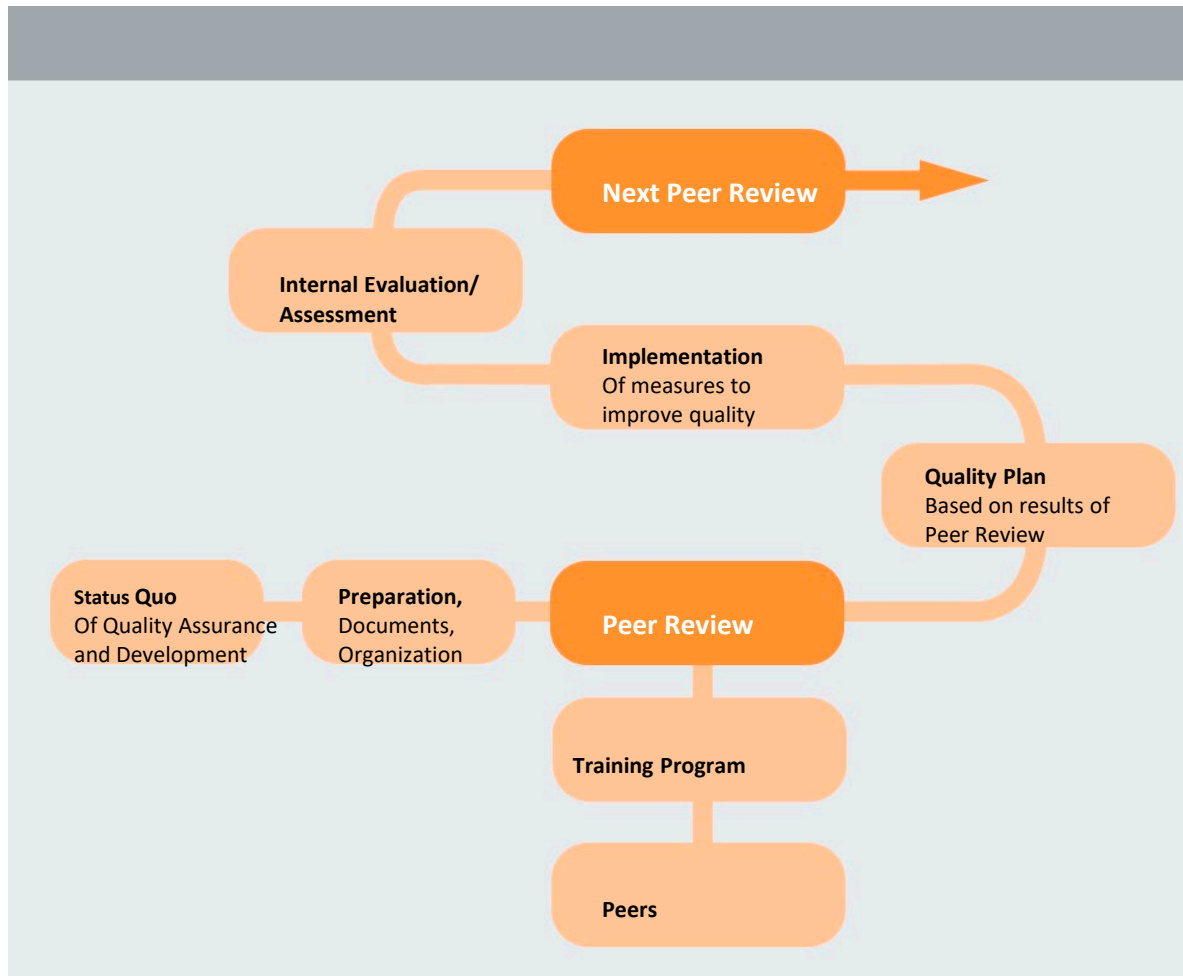 Next Peer Review
Internal Evaluation/
Assessment
Implementation
Of measures to
improve quality
Quality Plan
Based on results of
Peer Review
Status Quo
Of Quality Assurance
and Development
Preparation,
Documents,
Organization
Peer Review
Training Program
Peers